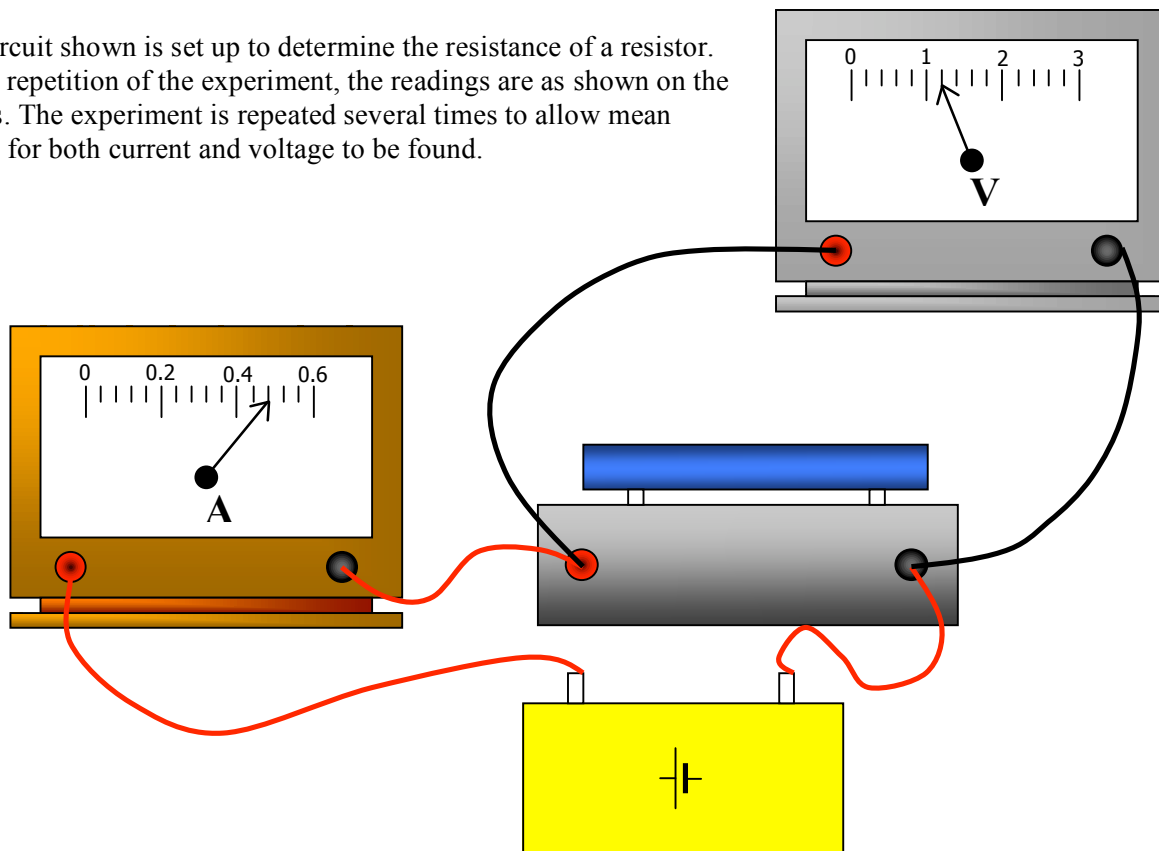 rcuit shown is set up to determine the resistance of a resistor.
repetition of the experiment, the readings are as shown on the
s. The experiment is repeated several times to allow mean
for both current and voltage to be found.
0 1 2 3
V
0 0.2 0.4 0.6
A